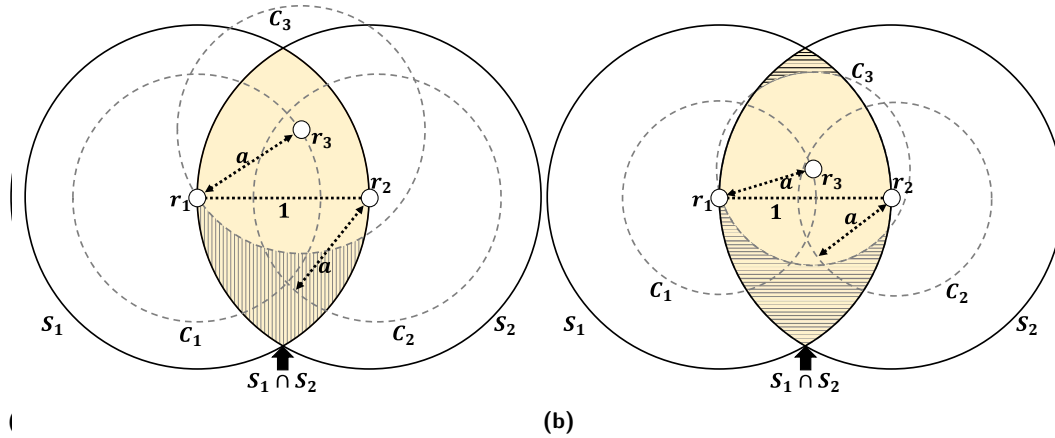 C₃
a
r₃
r₁
r₂
1
a
S₁
C₁
C₂
S₂
S₁ ∩ S₂
C₃
r₃
a
r₁
r₂
1
a
C₁
C₂
S₁
S₂
S₁ ∩ S₂
(
(b)